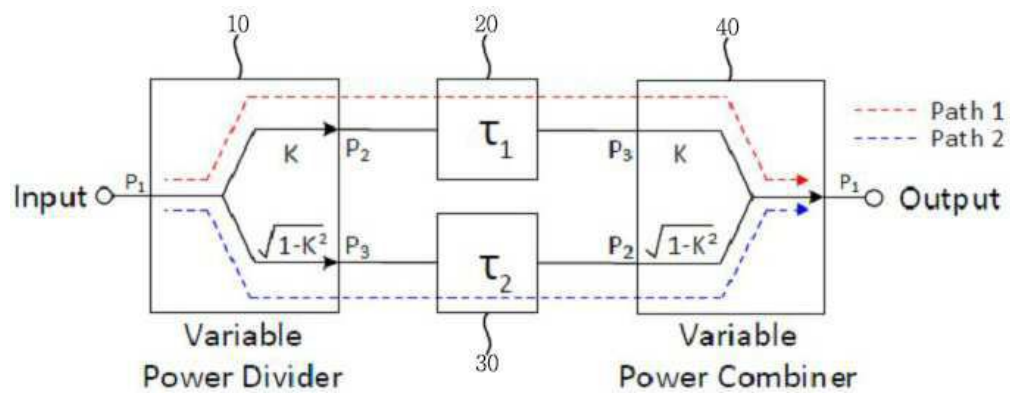 10
20
40
Path 1
Path 2
K
P₂
τ₁
P₃
K
Input
P₁
P₁
Output
√1-K²
P₃
τ₂
P₂
√1-K²
Variable
Power Divider
30
Variable
Power Combiner